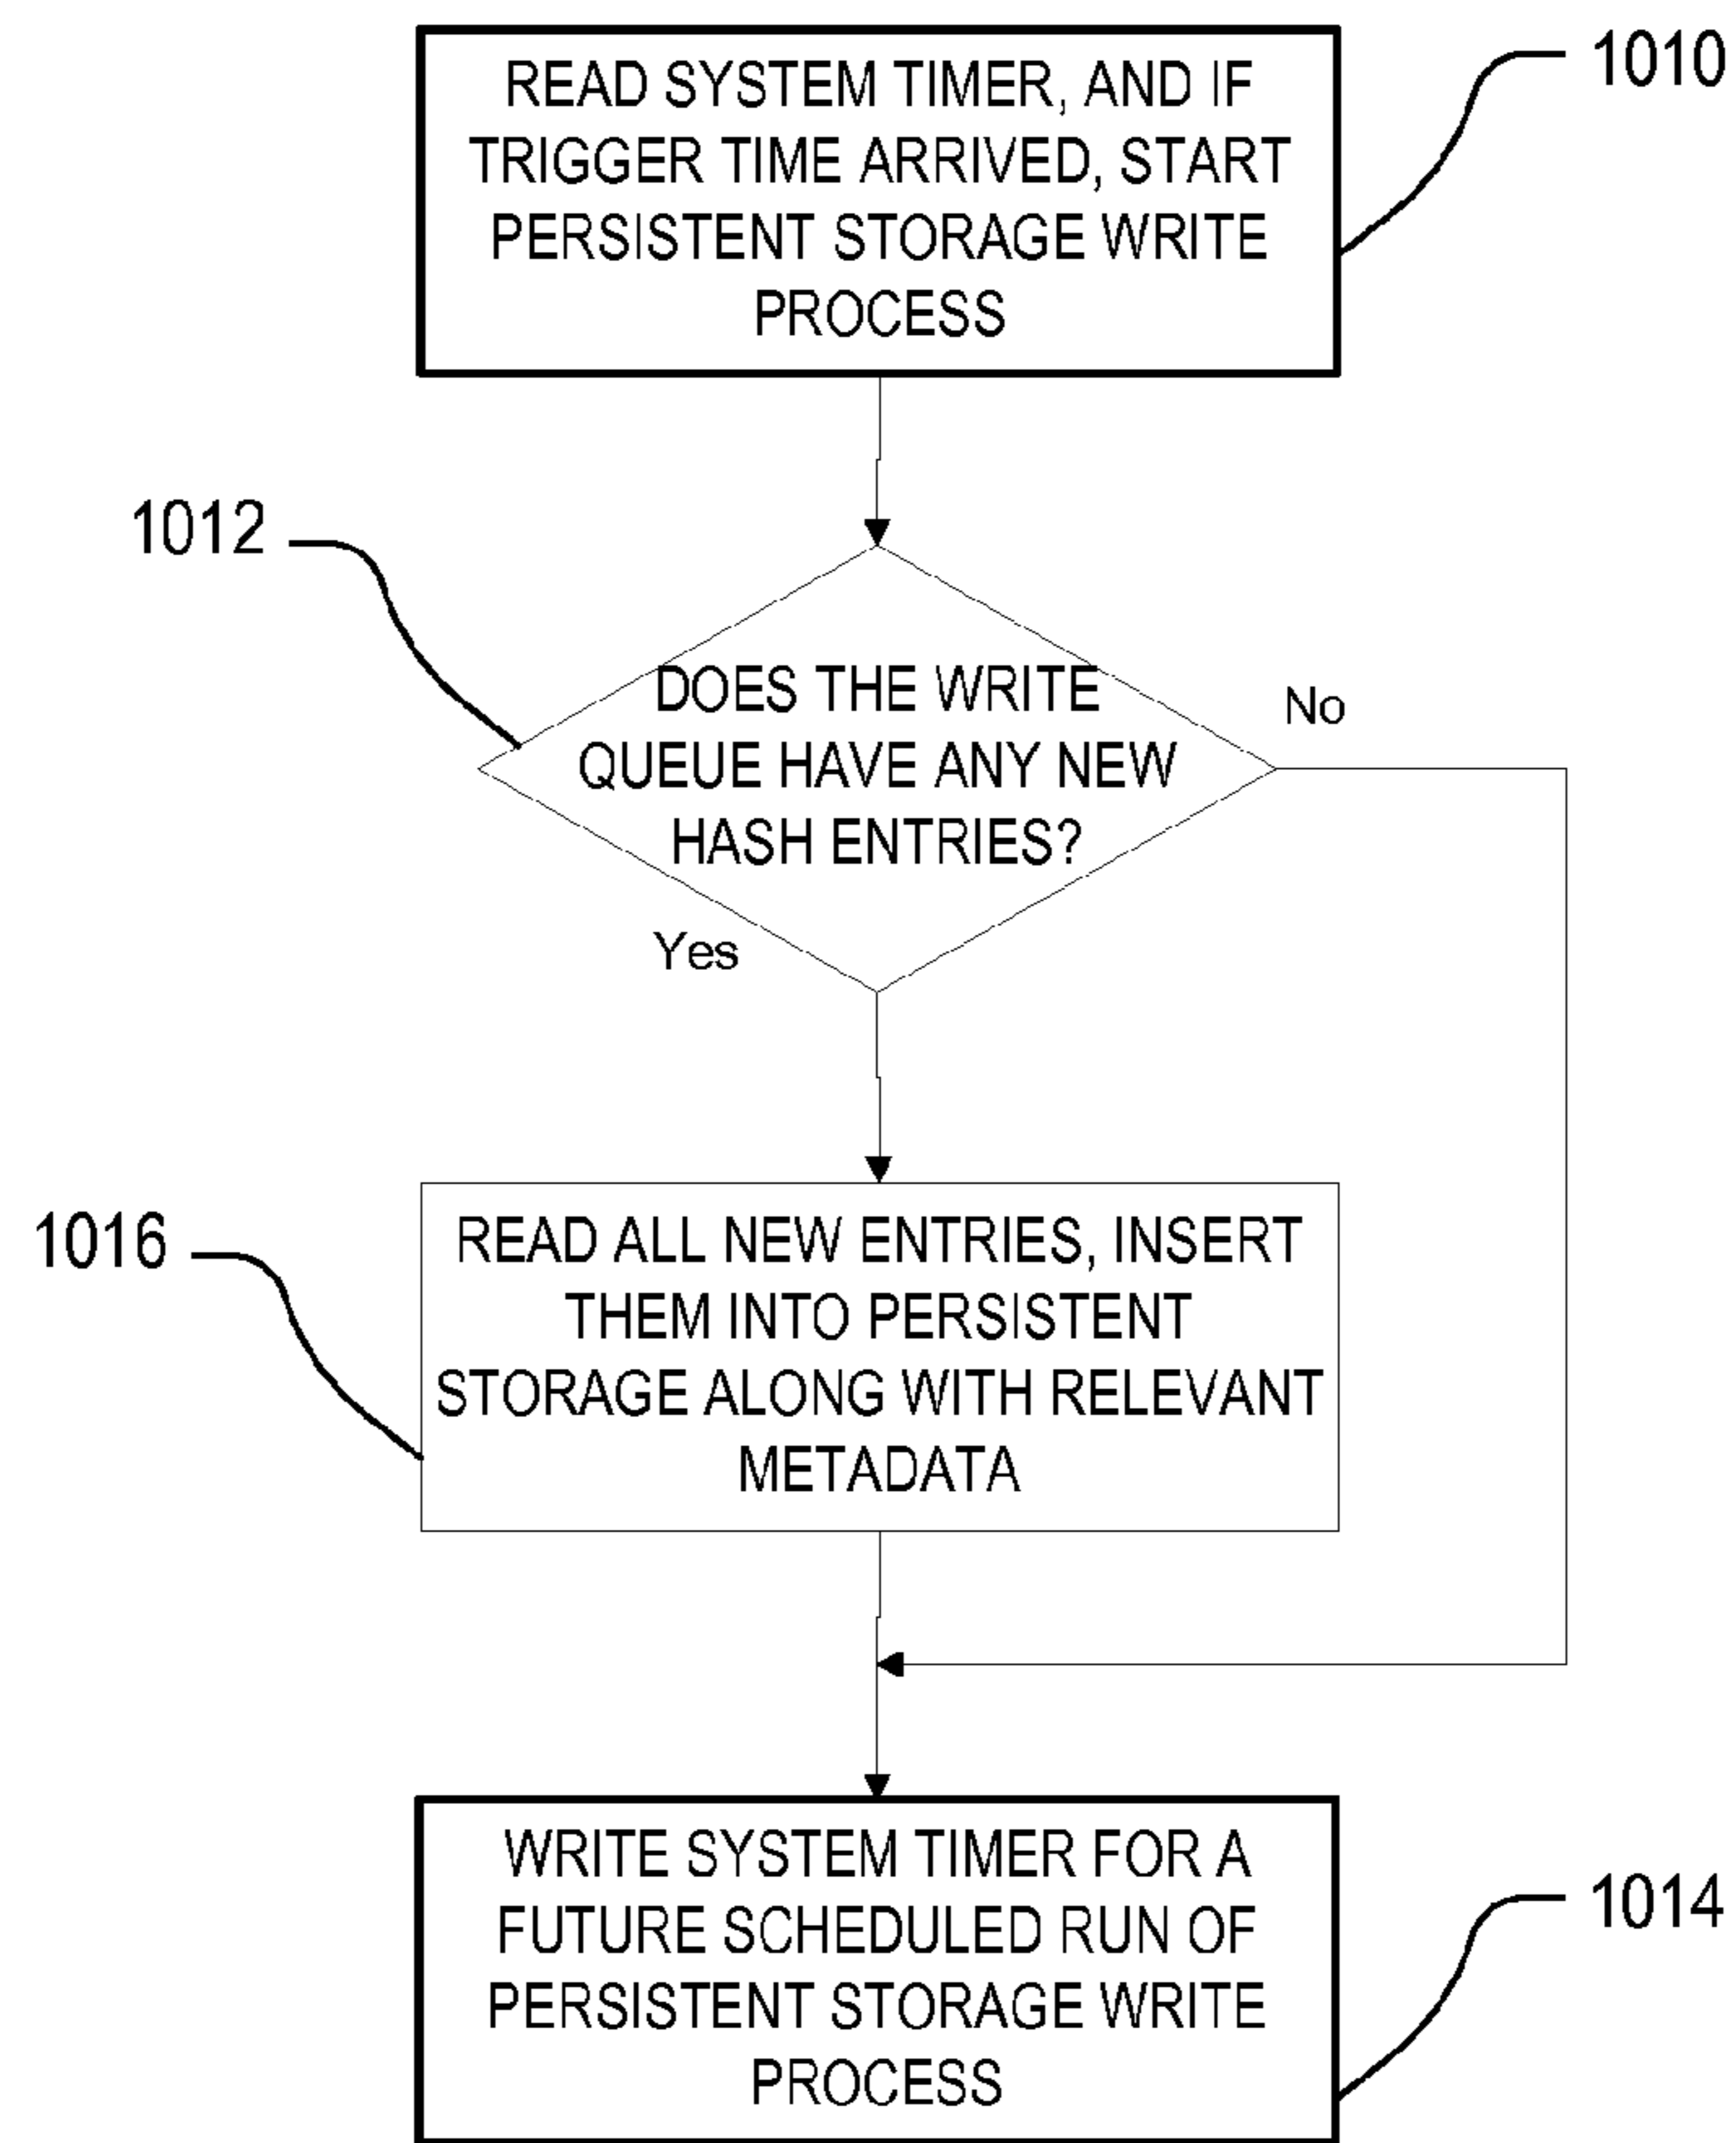 READ SYSTEM TIMER, AND IF
TRIGGER TIME ARRIVED, START
PERSISTENT STORAGE WRITE
PROCESS
1010
1012
DOES THE WRITE
QUEUE HAVE ANY NEW
HASH ENTRIES?
No
Yes
1016
READ ALL NEW ENTRIES, INSERT
THEM INTO PERSISTENT
STORAGE ALONG WITH RELEVANT
METADATA
WRITE SYSTEM TIMER FOR A
FUTURE SCHEDULED RUN OF
PERSISTENT STORAGE WRITE
PROCESS
1014